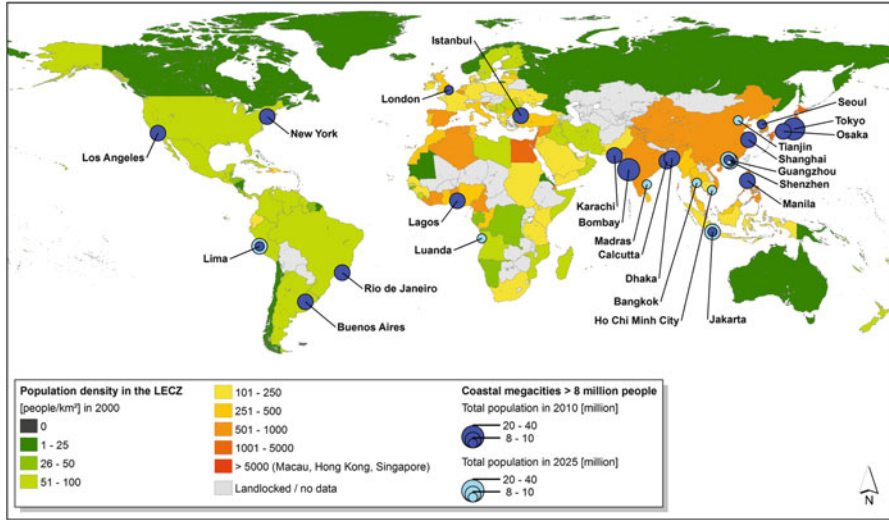 Istanbul
London
New York
Los Angeles
Seoul
Tokyo
Osaka
Tianjin
Shanghai
Guangzhou
Shenzhen
Manila
Karachi
Bombay
Madras
Calcutta
Dhaka
Bangkok
Ho Chi Minh City
Jakarta
Lagos
Luanda
Lima
Rio de Janeiro
Buenos Aires
Population density in the LECZ
[people/km²] in 2000
0
1 - 25
26 - 50
51 - 100
101 - 250
251 - 500
501 - 1000
1001 - 5000
> 5000 (Macau, Hong Kong, Singapore)
Landlocked / no data
Coastal megacities > 8 million people
Total population in 2010 [million]
20 - 40
8 - 10
Total population in 2025 [million]
20 - 40
8 - 10
N